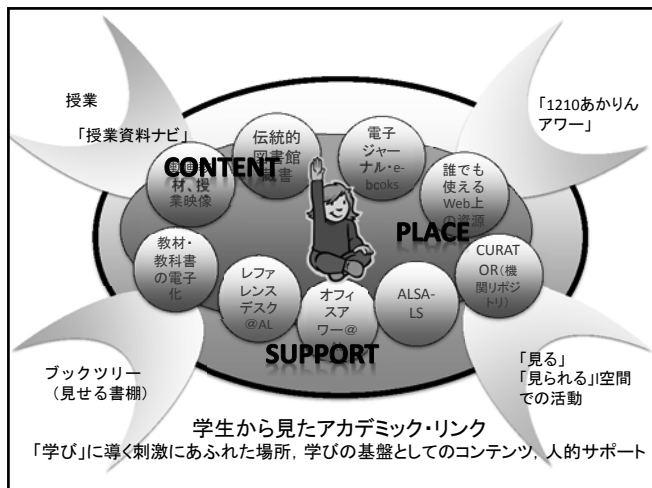 授業
「授業資料ナビ」
「1210あかりん
アワー」
伝統的
図書館
蔵書
電子
ジャー
ナル・e-
books
誰でも
使える
Web上
の資源
CONTENT
材、授
業映像
PLACE
教材・
教科書
の電子
化
レファ
レンス
デスク
@AL
オフィ
スア
ワー@
ALSA-
LS
CURAT
OR(機
関リポジ
トリ)
SUPPORT
ブックツリー
(見せる書棚)
「見る」
「見られる」l空間
での活動
学生から見たアカデミック・リンク
「学び」に導く刺激にあふれた場所, 学びの基盤としてのコンテンツ, 人的サポート